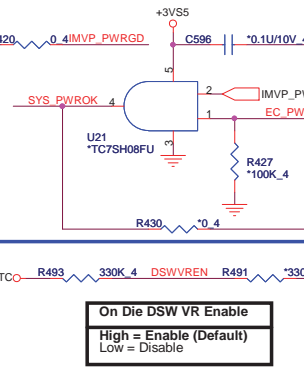 +3VS5
420 0_4 IMVP_PWRGD C596 *0.1U/10V_4
5
SYS_PWROK 4 2 IMVP_PW
1 EC_PW
3
U21
*TC7SH08FU
R427
*100K_4
R430 *0_4
TC R493 330K_4 DSWVREN R491 *330
On Die DSW VR Enable
High = Enable (Default)
Low = Disable